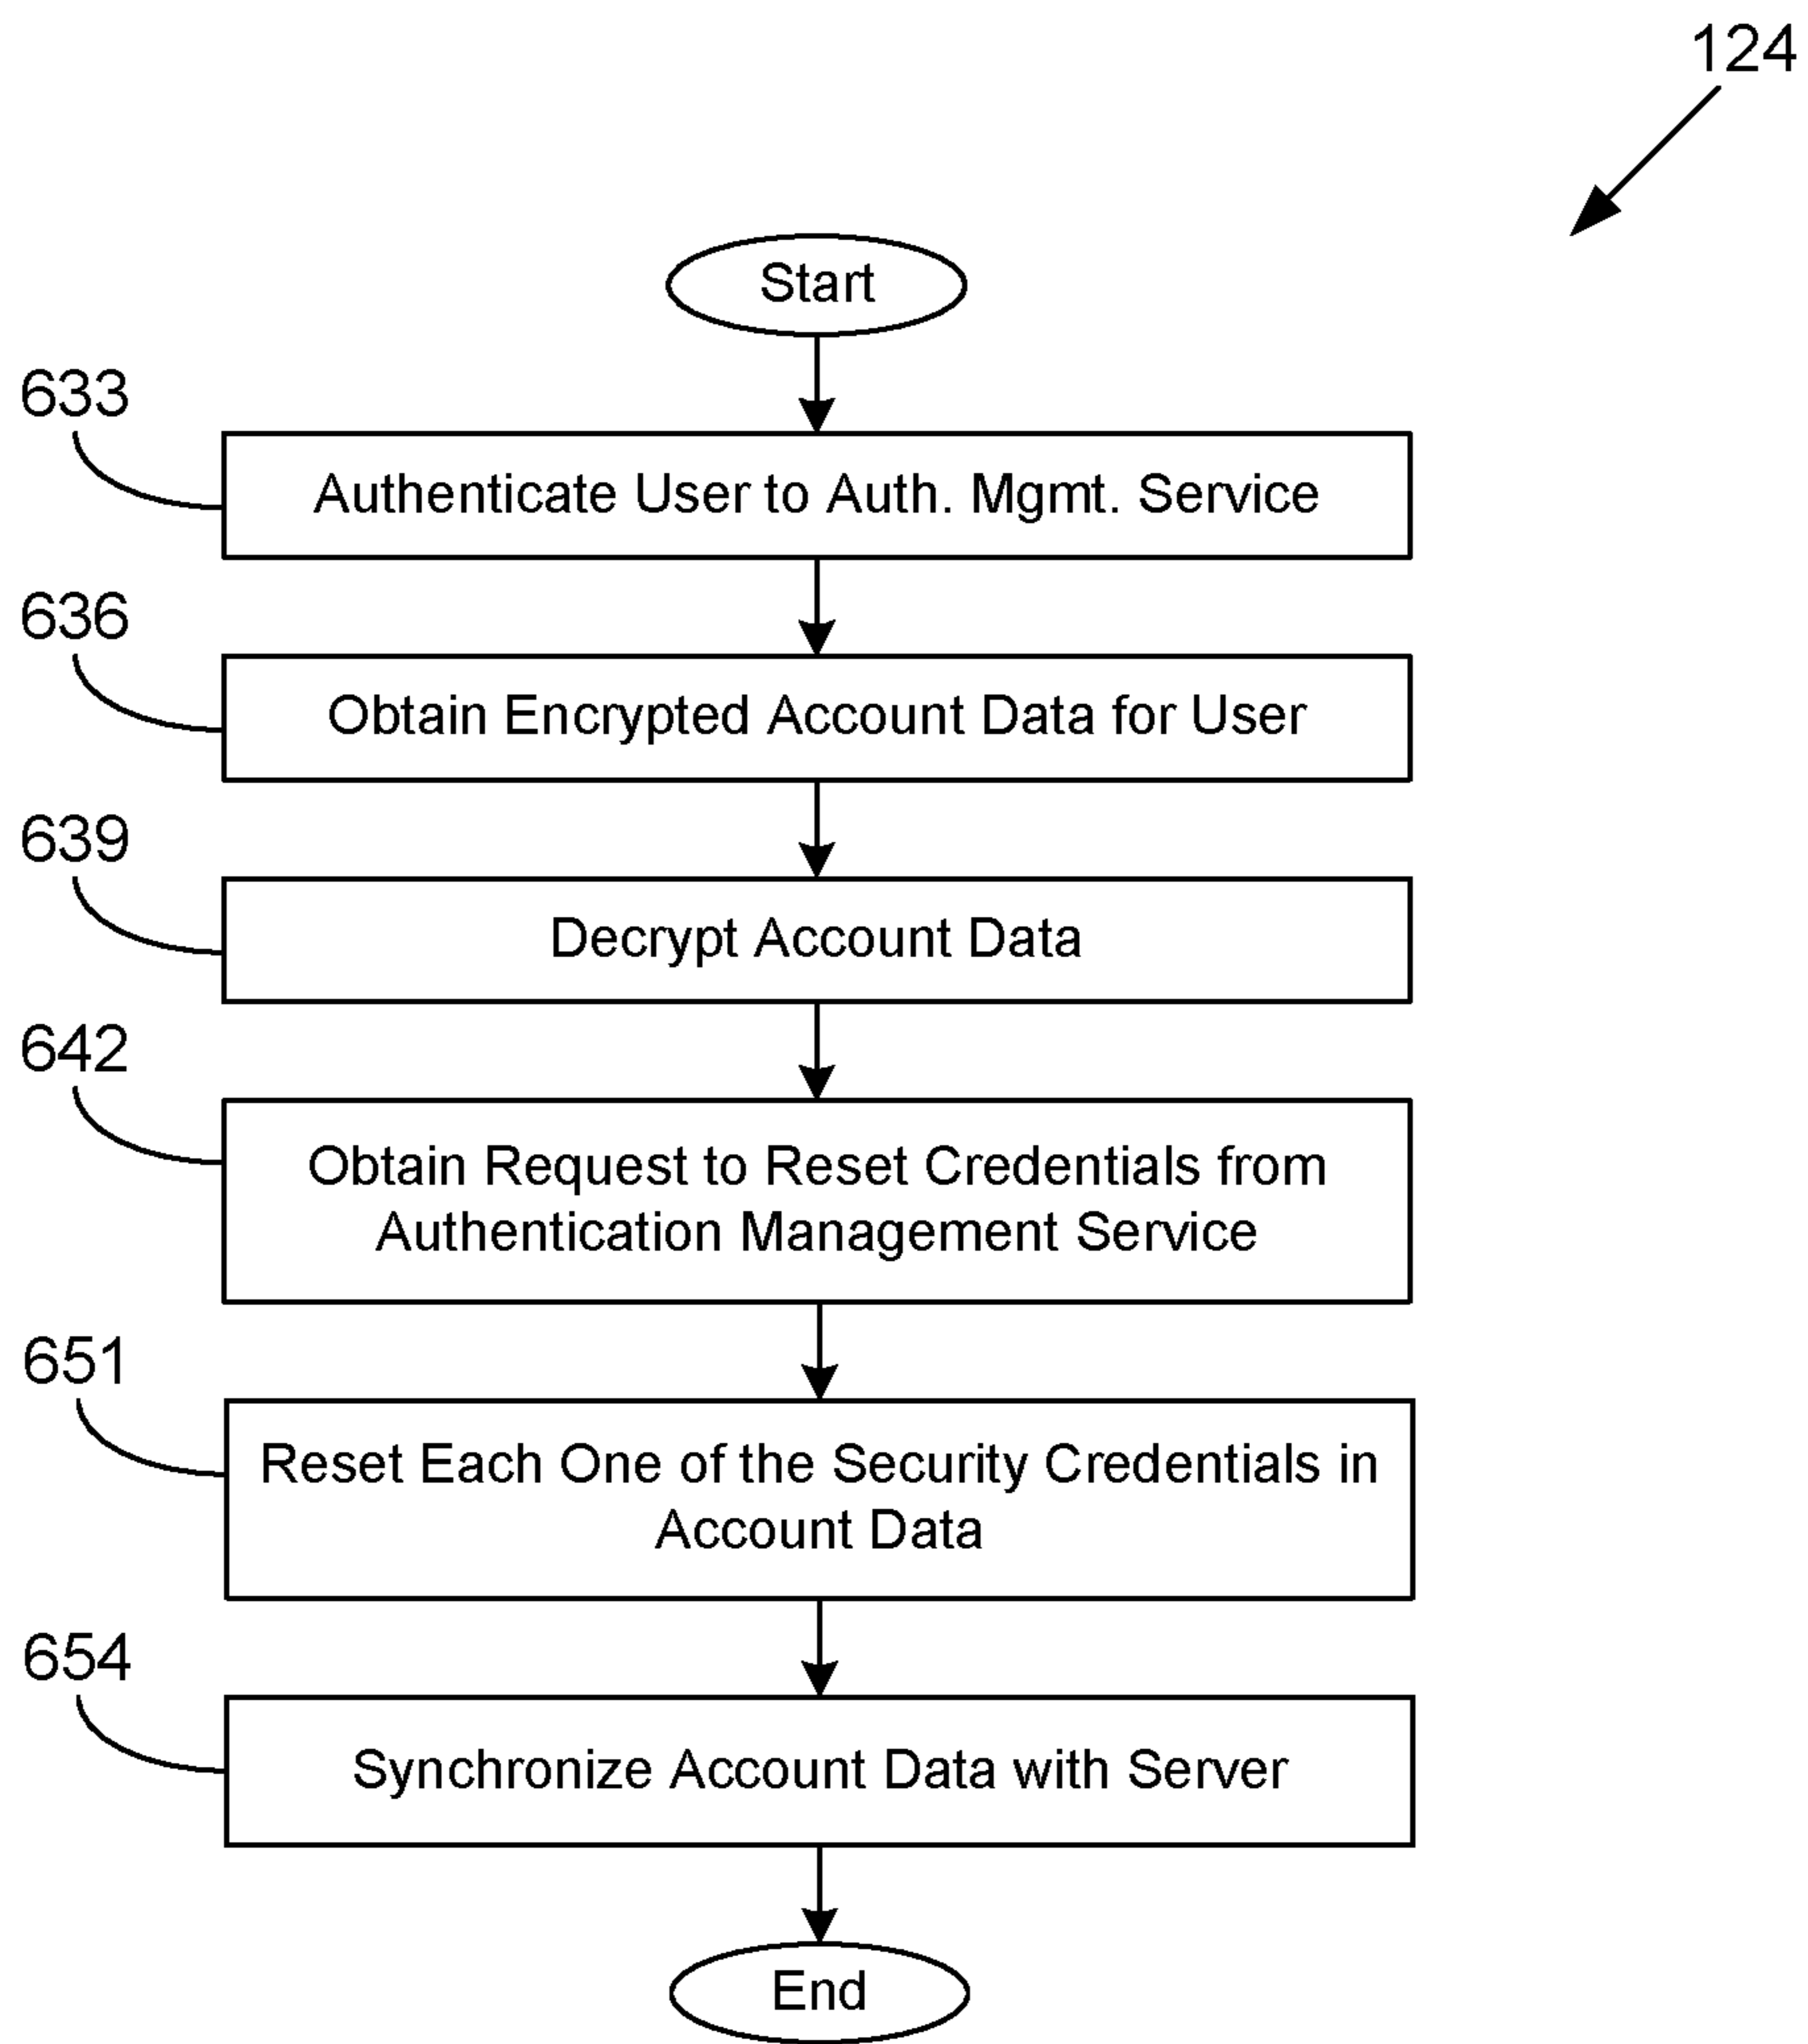 124
Start
633
Authenticate User to Auth. Mgmt. Service
636
Obtain Encrypted Account Data for User
639
Decrypt Account Data
642
Obtain Request to Reset Credentials from
Authentication Management Service
651
Reset Each One of the Security Credentials in
Account Data
654
Synchronize Account Data with Server
End